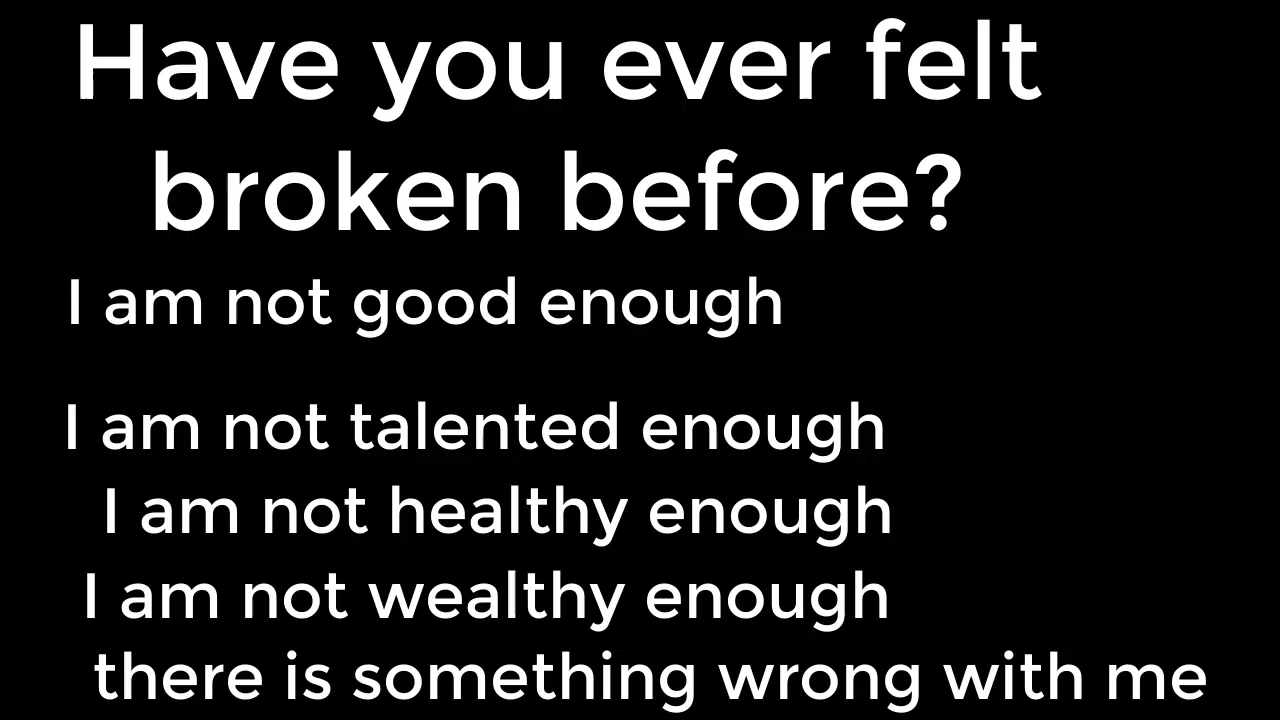 Have you ever felt
broken before?
I am not good enough
I am not talented enough
I am not healthy enough
I am not wealthy enough
there is something wrong with me